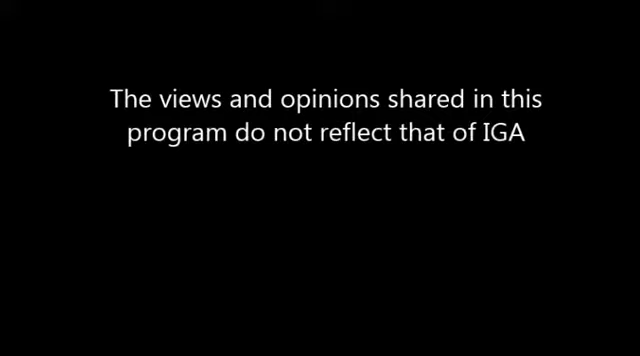 The views and opinions shared in this
program do not reflect that of IGA